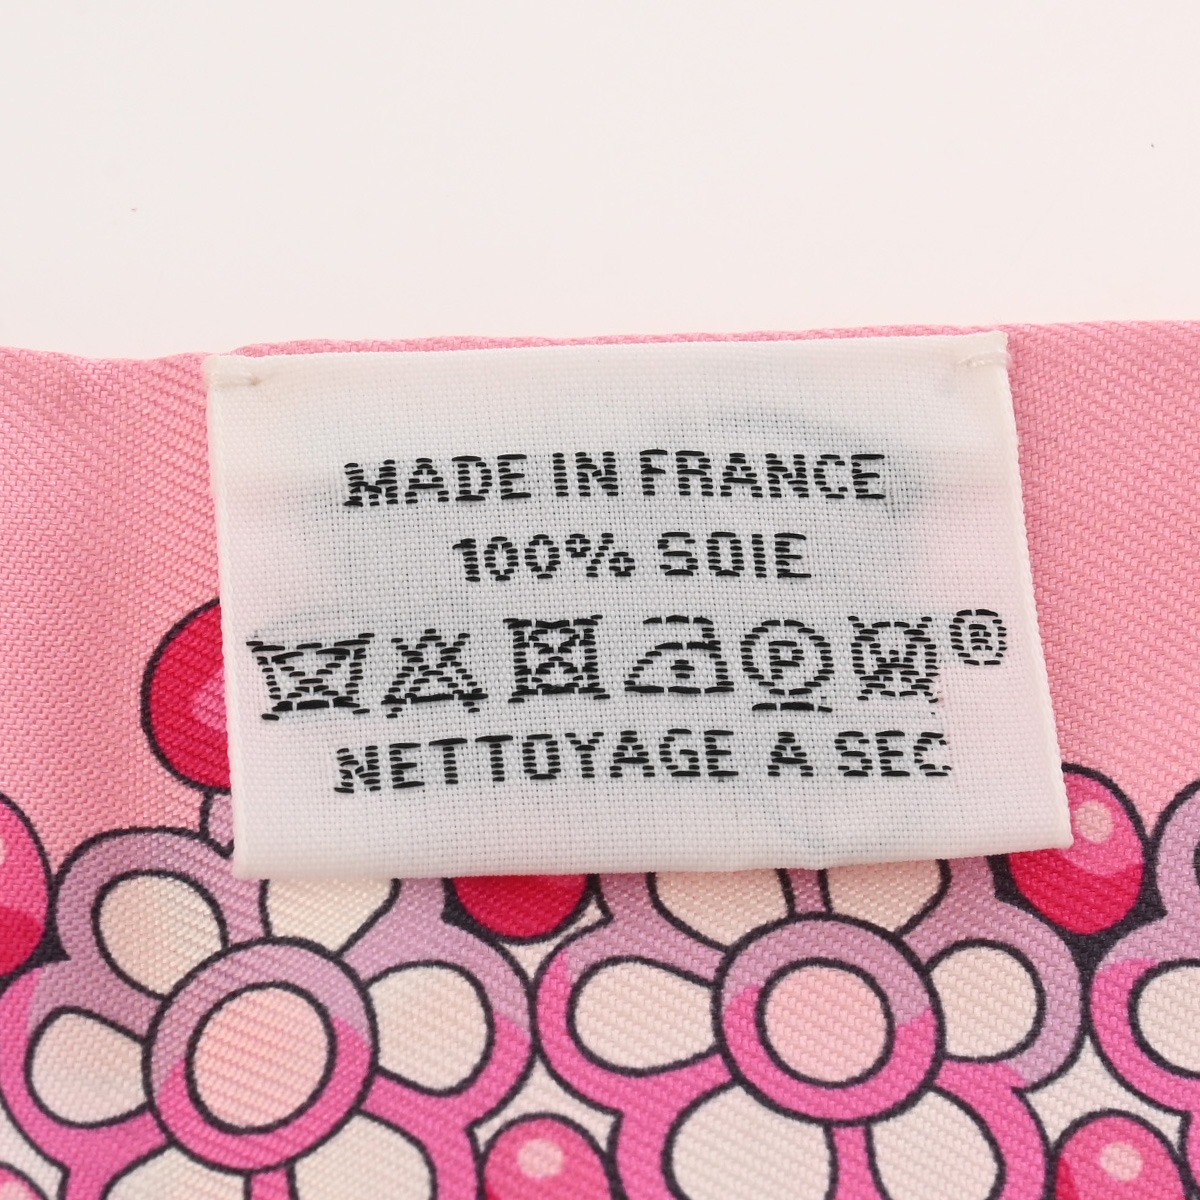 MADE IN FRANCE
100% SOIE
P W ®
NETTOYAGE A SEC